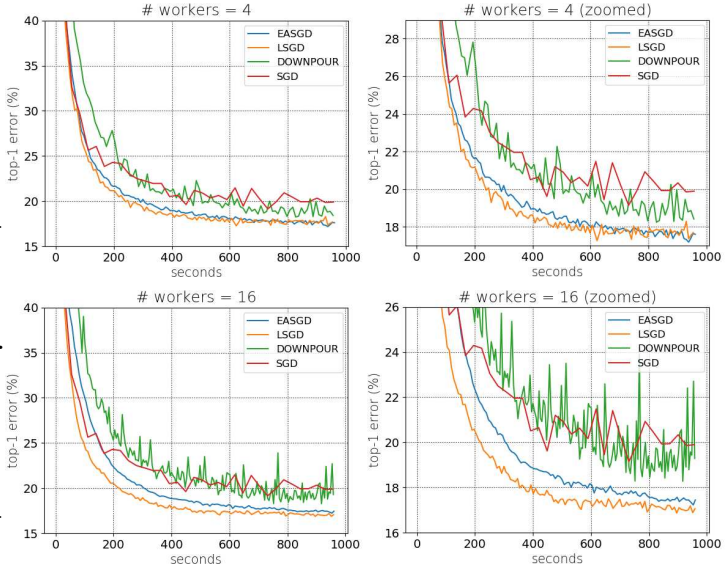 # workers = 4
40
35
30
25
20
15
top-1 error (%)
0 200 400 600 800 1000
seconds
EASGD
LSGD
DOWNPOUR
SGD
# workers = 4 (zoomed)
28
26
24
22
20
18
top-1 error (%)
0 200 400 600 800 1000
seconds
EASGD
LSGD
DOWNPOUR
SGD
# workers = 16
40
35
30
25
20
15
top-1 error (%)
0 200 400 600 800 1000
seconds
EASGD
LSGD
DOWNPOUR
SGD
# workers = 16 (zoomed)
26
24
22
20
18
16
top-1 error (%)
0 200 400 600 800 1000
seconds
EASGD
LSGD
DOWNPOUR
SGD